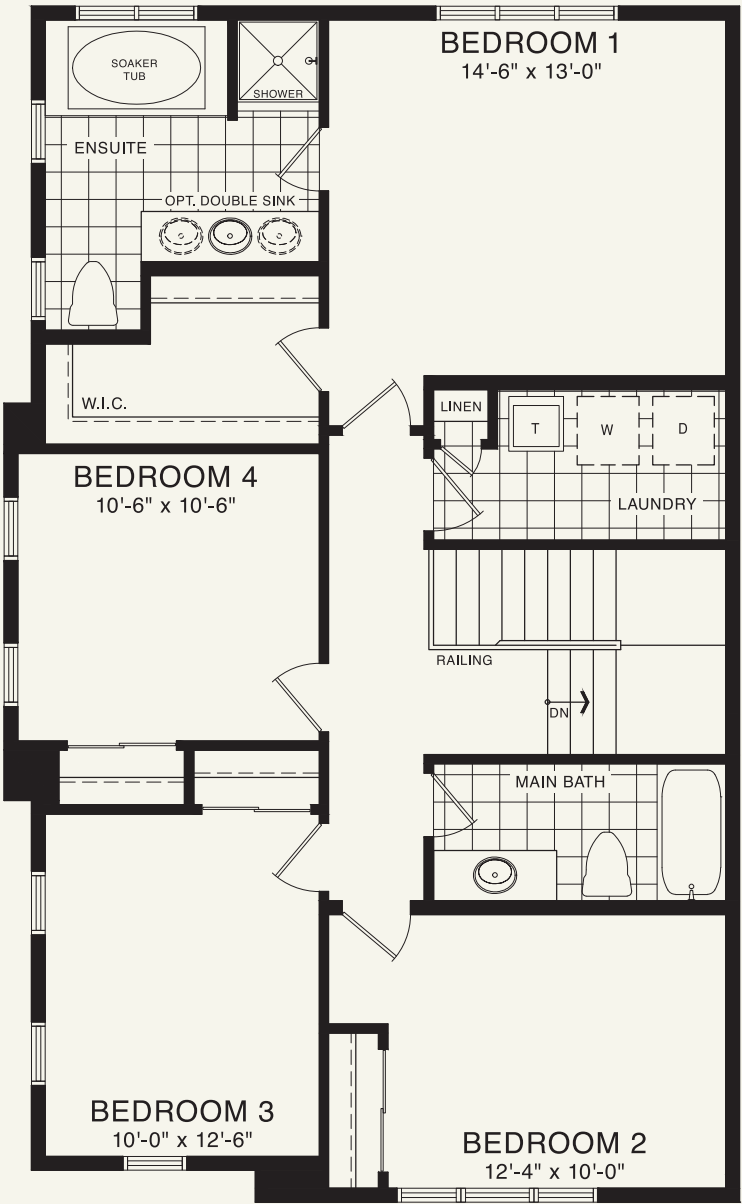 SOAKER
TUB
SHOWER
BEDROOM 1
14'-6" x 13'-0"
ENSUITE
OPT. DOUBLE SINK
W.I.C.
LINEN
T
W
D
LAUNDRY
BEDROOM 4
10'-6" x 10'-6"
RAILING
DN
MAIN BATH
BEDROOM 3
10'-0" x 12'-6"
BEDROOM 2
12'-4" x 10'-0"